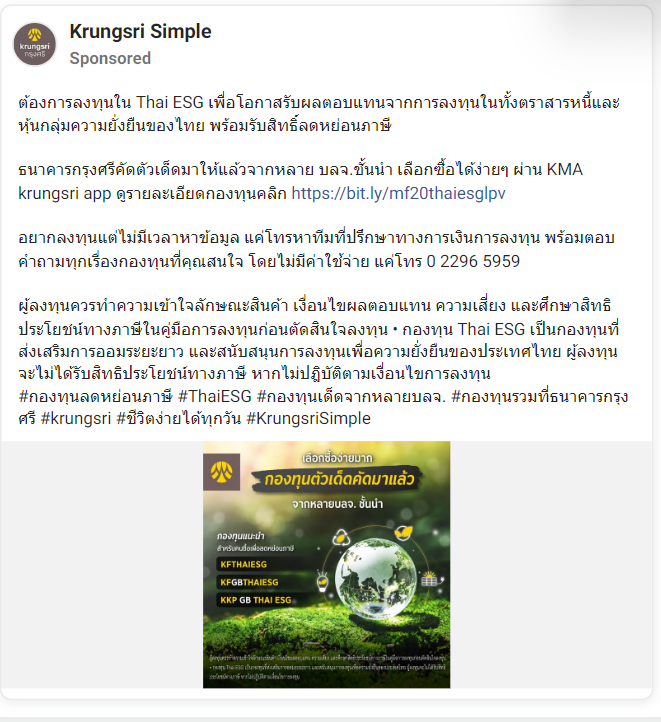 Krungsri Simple
Sponsored
krungsri
กรุงศรี
ต้องการลงทุนใน Thai ESG เพื่อโอกาสรับผลตอบแทนจากการลงทุนในทั้งตราสารหนี้และ
หุ้นกลุ่มความยั่งยืนของไทย พร้อมรับสิทธิ์ลดหย่อนภาษี
ธนาคารกรุงศรีคัดตัวเด็ดมาให้แล้วจากหลาย บลจ.ชั้นนำ เลือกซื้อได้ง่ายๆ ผ่าน KMA
krungsri app ดูรายละเอียดกองทุนคลิก https://bit.ly/mf20thaiesglpv
อยากลงทุนแต่ไม่มีเวลาหาข้อมูล แค่โทรหาทีมที่ปรึกษาทางการเงินการลงทุน พร้อมตอบ
คำถามทุกเรื่องกองทุนที่คุณสนใจ โดยไม่มีค่าใช้จ่าย แค่โทร 0 2296 5959
ผู้ลงทุนควรทำความเข้าใจลักษณะสินค้า เงื่อนไขผลตอบแทน ความเสี่ยง และศึกษาสิทธิ
ประโยชน์ทางภาษีในคู่มือการลงทุนก่อนตัดสินใจลงทุน • กองทุน Thai ESG เป็นกองทุนที่
ส่งเสริมการออมระยะยาว และสนับสนุนการลงทุนเพื่อความยั่งยืนของประเทศไทย ผู้ลงทุน
จะไม่ได้รับสิทธิประโยชน์ทางภาษี หากไม่ปฏิบัติตามเงื่อนไขการลงทุน
#กองทุนลดหย่อนภาษี #ThaiESG #กองทุนเด็ดจากหลายบลจ. #กองทุนรวมที่ธนาคารกรุง
ศรี #krungsri #ชีวิตง่ายได้ทุกวัน #KrungsriSimple
เลือกซื้อง่ายมาก
กองทุนตัวเด็ดคัดมาแล้ว
จากหลายบลจ. ชั้นนำ
กองทุนแนะนำ
สำหรับคนซื้อเพื่อลดหย่อนภาษี
KFTHAIESG
KFGBTHAIESG
KKP GB THAI ESG